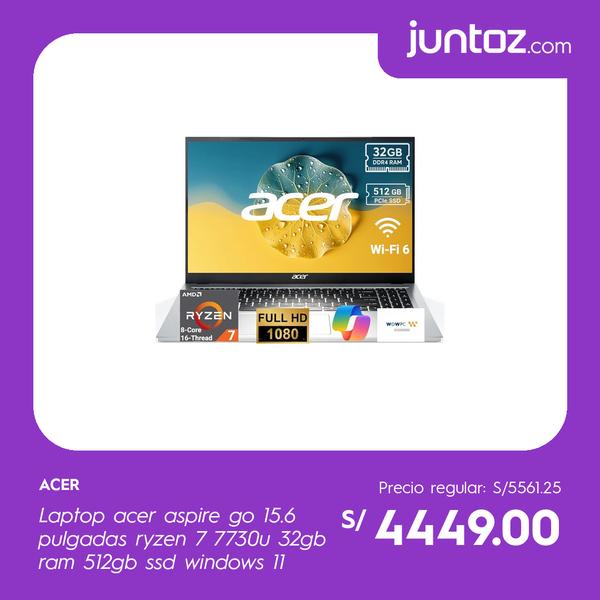 juntoz.com
32GB
DDR4 RAM
acer
512 GB
PCIe SSD
Wi-Fi 6
acer
AMD
RYZEN
8-Core
16-Thread
7
FULL HD
1080
WOWPC
ACER
Laptop acer aspire go 15.6
pulgadas ryzen 7 7730u 32gb
ram 512gb ssd windows 11
Precio regular: S/5561.25
S/ 4449.00